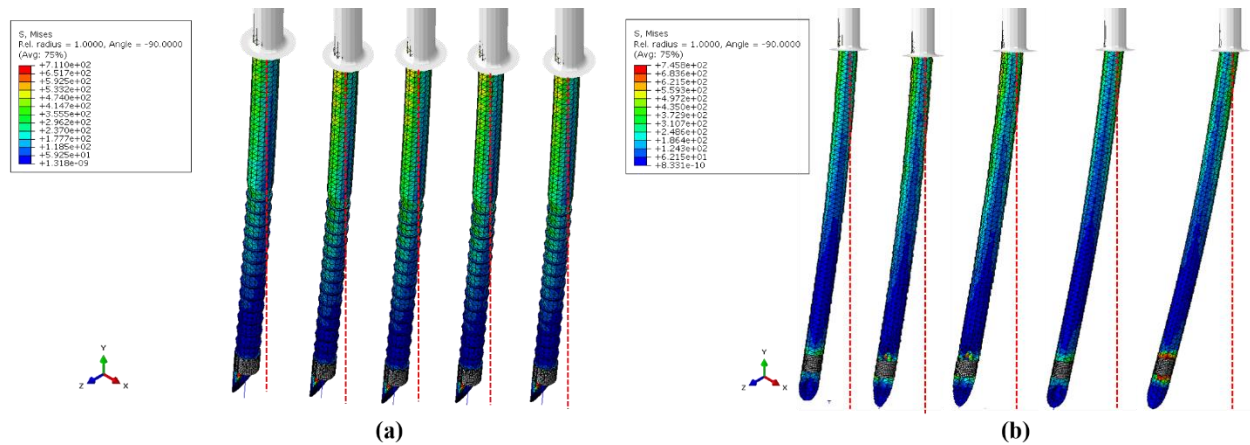 S, Mises
Rel. radius = 1.0000, Angle = -90.0000
(Avg: 75%)
+7.110e+02
+6.517e+02
+5.925e+02
+5.332e+02
+4.740e+02
+4.147e+02
+3.555e+02
+2.962e+02
+2.370e+02
+1.777e+02
+1.185e+02
+5.925e+01
+1.318e-09
Y
Z
X
(a)
S, Mises
Rel. radius = 1.0000, Angle = -90.0000
(Avg: 75%)
+7.458e+02
+6.836e+02
+6.215e+02
+5.593e+02
+4.972e+02
+4.350e+02
+3.729e+02
+3.107e+02
+2.486e+02
+1.864e+02
+1.243e+02
+6.215e+01
+8.331e-10
Y
Z
X
(b)